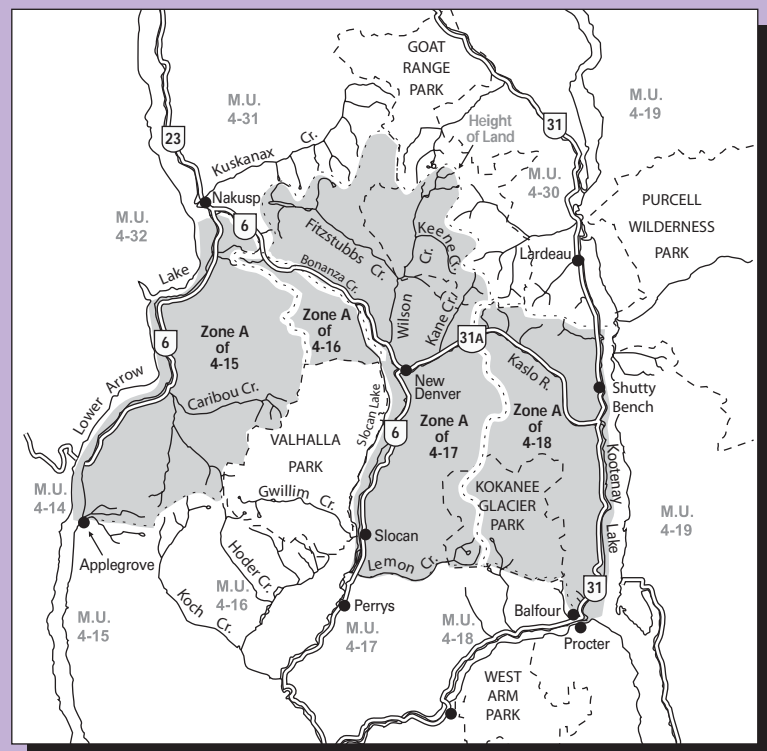 GOAT
RANGE
PARK
M.U.
4-31
M.U.
4-19
23
Kuskanax Cr.
Height
of Land
31
M.U.
4-30
Nakusp
PURCELL
WILDERNESS
PARK
M.U.
4-32
6
Fitzstubbs Cr.
Keene Cr.
Cr.
Wilson
Bonanza Cr.
Lardeau
Lake
Lower Arrow
Zone A
of
4-15
Zone A
of
4-16
Kane Cr.
31A
6
Kaslo R.
New
Denver
Shutty
Bench
Caribou Cr.
Slocan Lake
6
Zone A
of
4-17
Zone A
of
4-18
VALHALLA
PARK
Kootenay
Lake
M.U.
4-14
Gwillim Cr.
KOKANEE
GLACIER
PARK
M.U.
4-19
Slocan
Applegrove
Hoder Cr.
Lemon Cr.
M.U.
4-16
Koch Cr.
31
Perrys
Balfour
M.U.
4-15
M.U.
4-17
M.U.
4-18
Procter
WEST
ARM
PARK